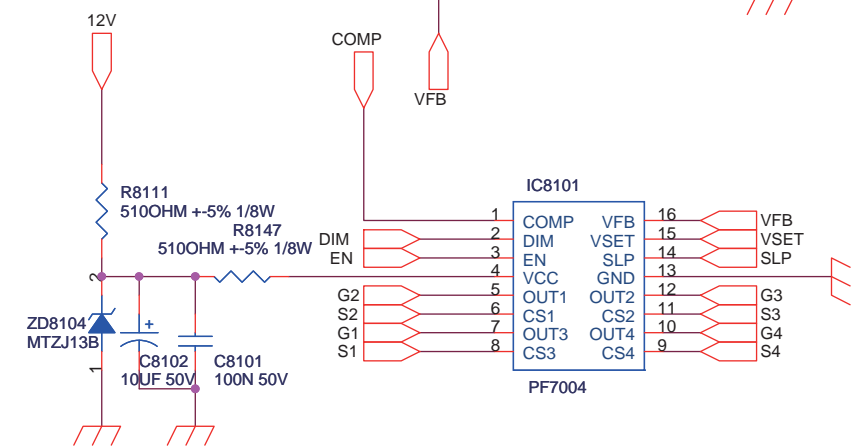 12V
COMP
VFB
R8111
510OHM +-5% 1/8W
R8147
510OHM +-5% 1/8W
2
ZD8104
MTZJ13B
1
C8102
10UF 50V
C8101
100N 50V
IC8101
DIM
EN
G2
S2
G1
S1
1
2
3
4
5
6
7
8
COMP
DIM
EN
VCC
OUT1
CS1
OUT3
CS3
VFB
VSET
SLP
GND
OUT2
CS2
OUT4
CS4
16
15
14
13
12
11
10
9
VFB
VSET
SLP
G3
S3
G4
S4
PF7004
+